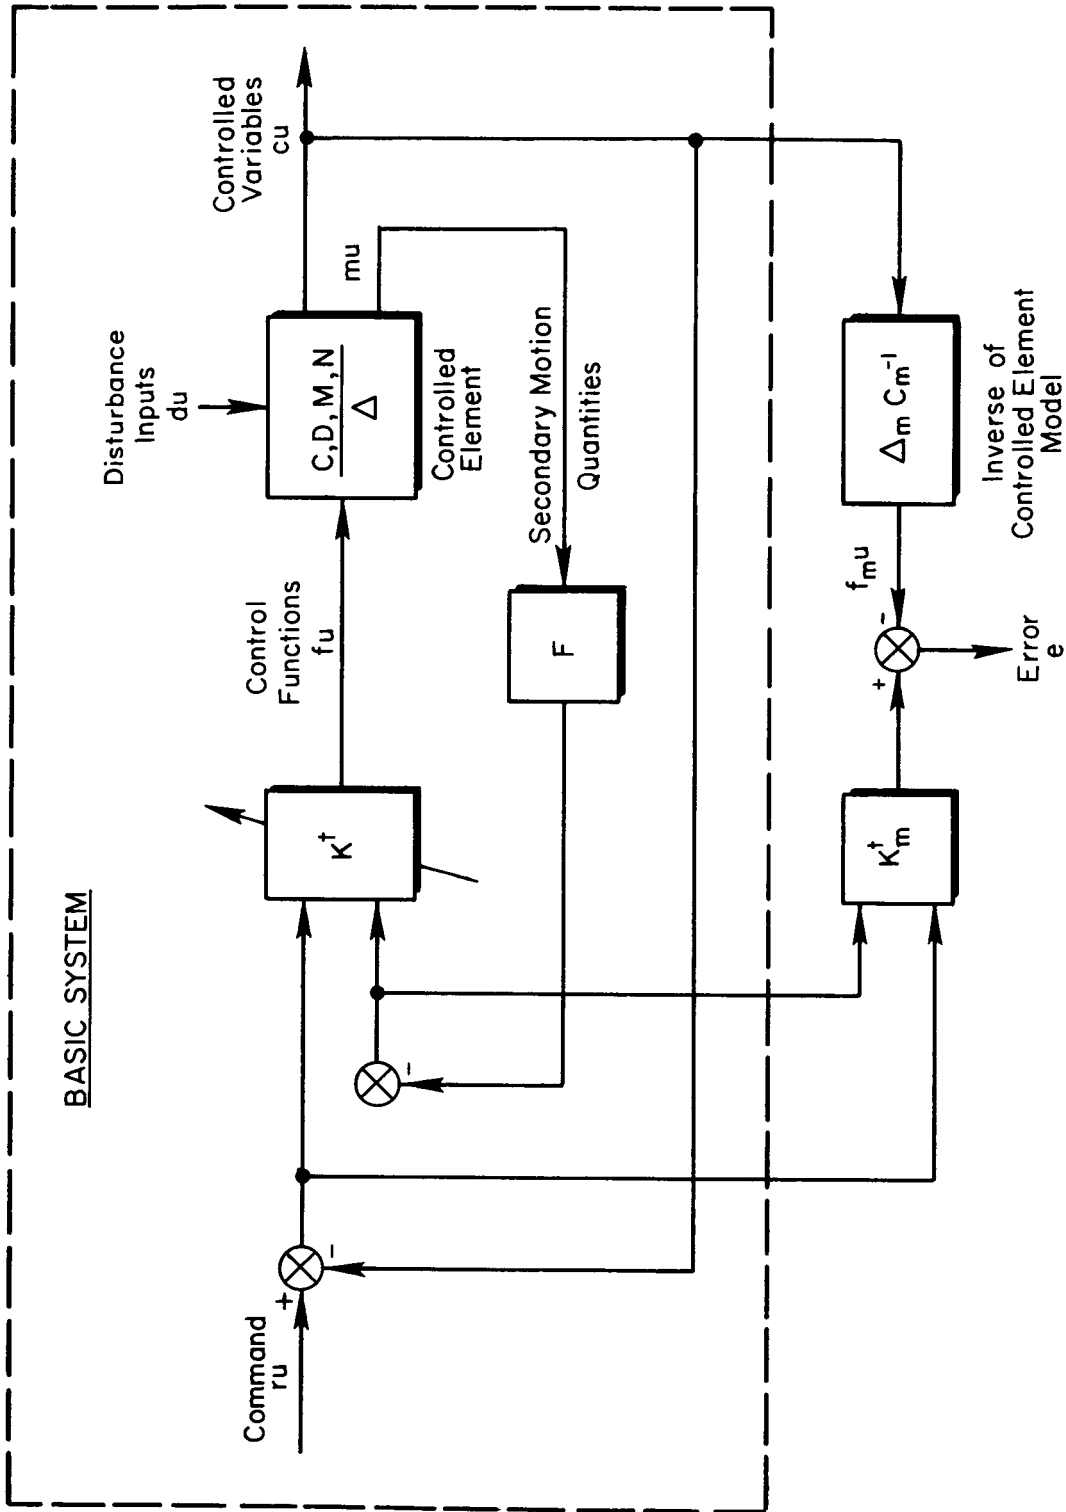 BASIC SYSTEM
Disturbance
Inputs
du
Controlled
Variables
cu
Command
ru
+
-
-
K†
Control
Functions
fu
C,D,M,N
Δ
Controlled
Element
mu
F
Secondary Motion
Quantities
K†m
+
-
fmu
Error
e
Δm Cm⁻¹
Inverse of
Controlled Element
Model